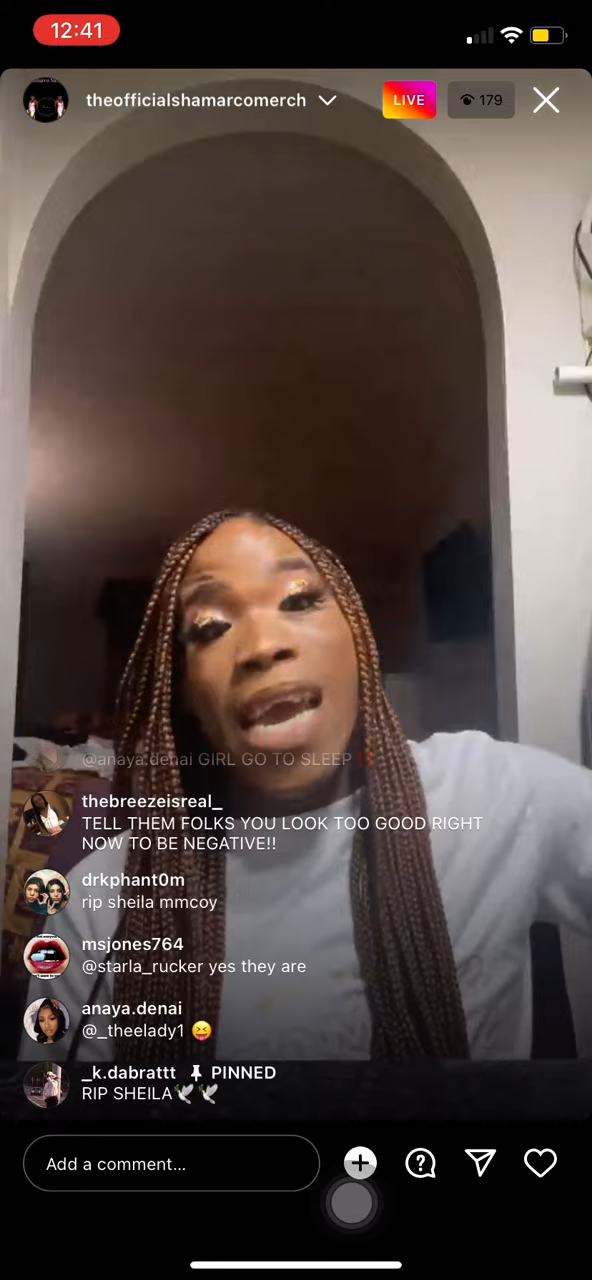 12:41
theofficialshamarcomerch
LIVE
179
@anaya.denai GIRL GO TO SLEEP‼️
thebreezeisreal_
TELL THEM FOLKS YOU LOOK TOO GOOD RIGHT
NOW TO BE NEGATIVE!!
drkphant0m
rip sheila mmcoy
msjones764
@starla_rucker yes they are
anaya.denai
@_theelady1 😝
_k.dabrattt 📌 PINNED
RIP SHEILA🕊️🕊️
Add a comment...